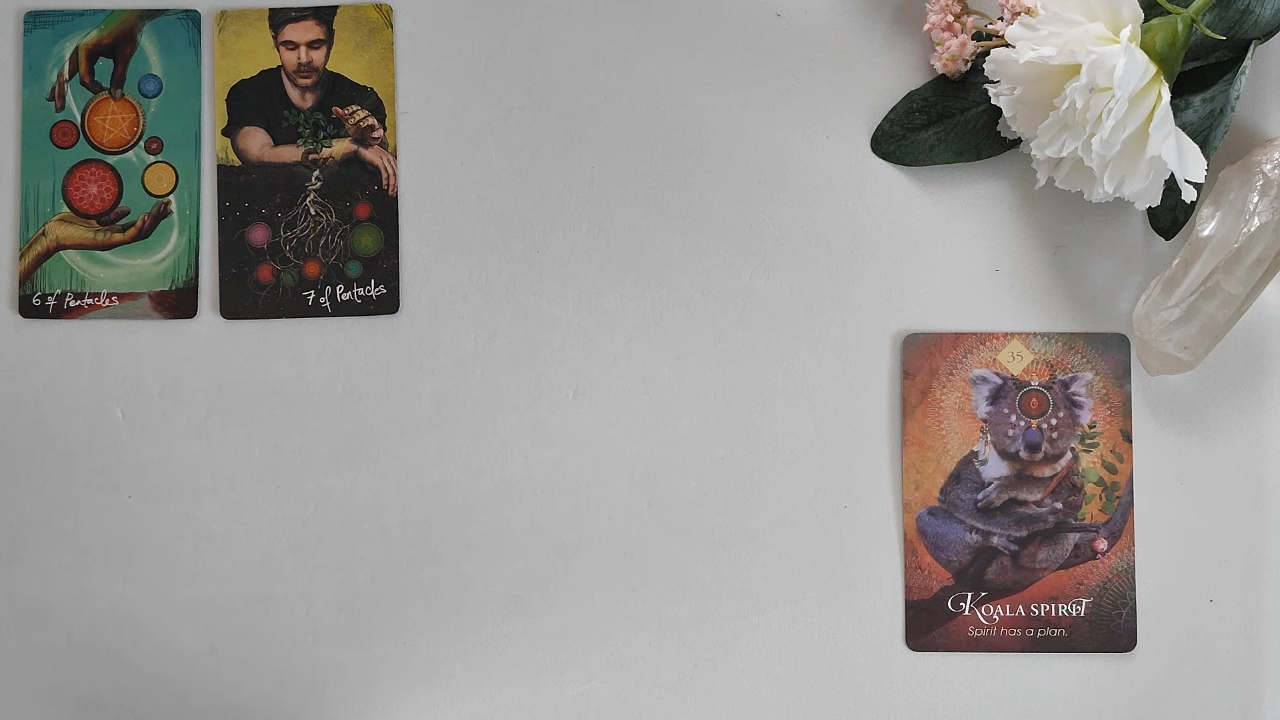 6 of Pentacles
7 of Pentacles
35
KOALA SPIRIT
Spirit has a plan.